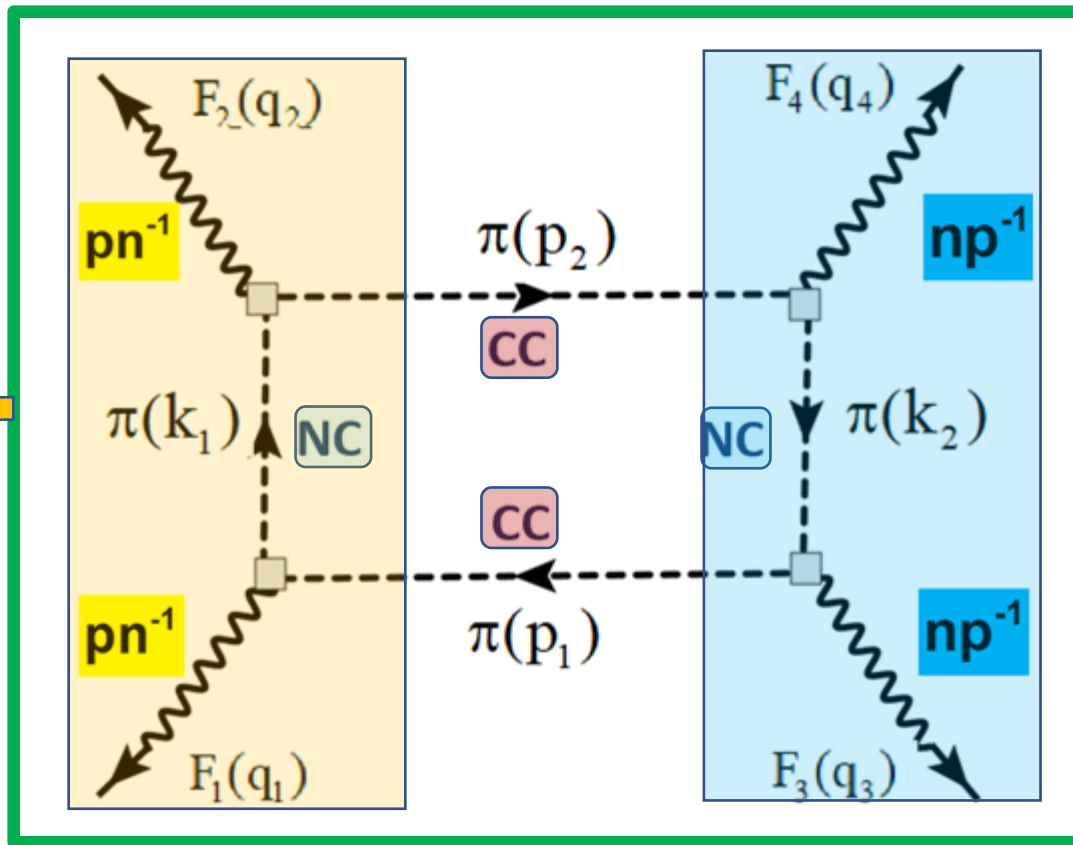 F₂(q₂)
F₄(q₄)
pn⁻¹
np⁻¹
π(p₂)
CC
π(k₁)
NC
NC
π(k₂)
CC
pn⁻¹
np⁻¹
π(p₁)
F₁(q₁)
F₃(q₃)